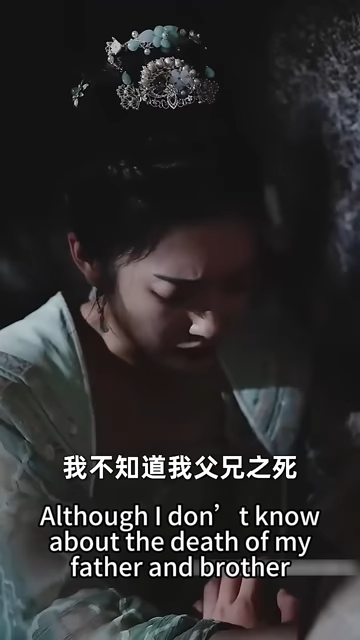 我不知道我父兄之死
Although I don't know
about the death of my
father and brother